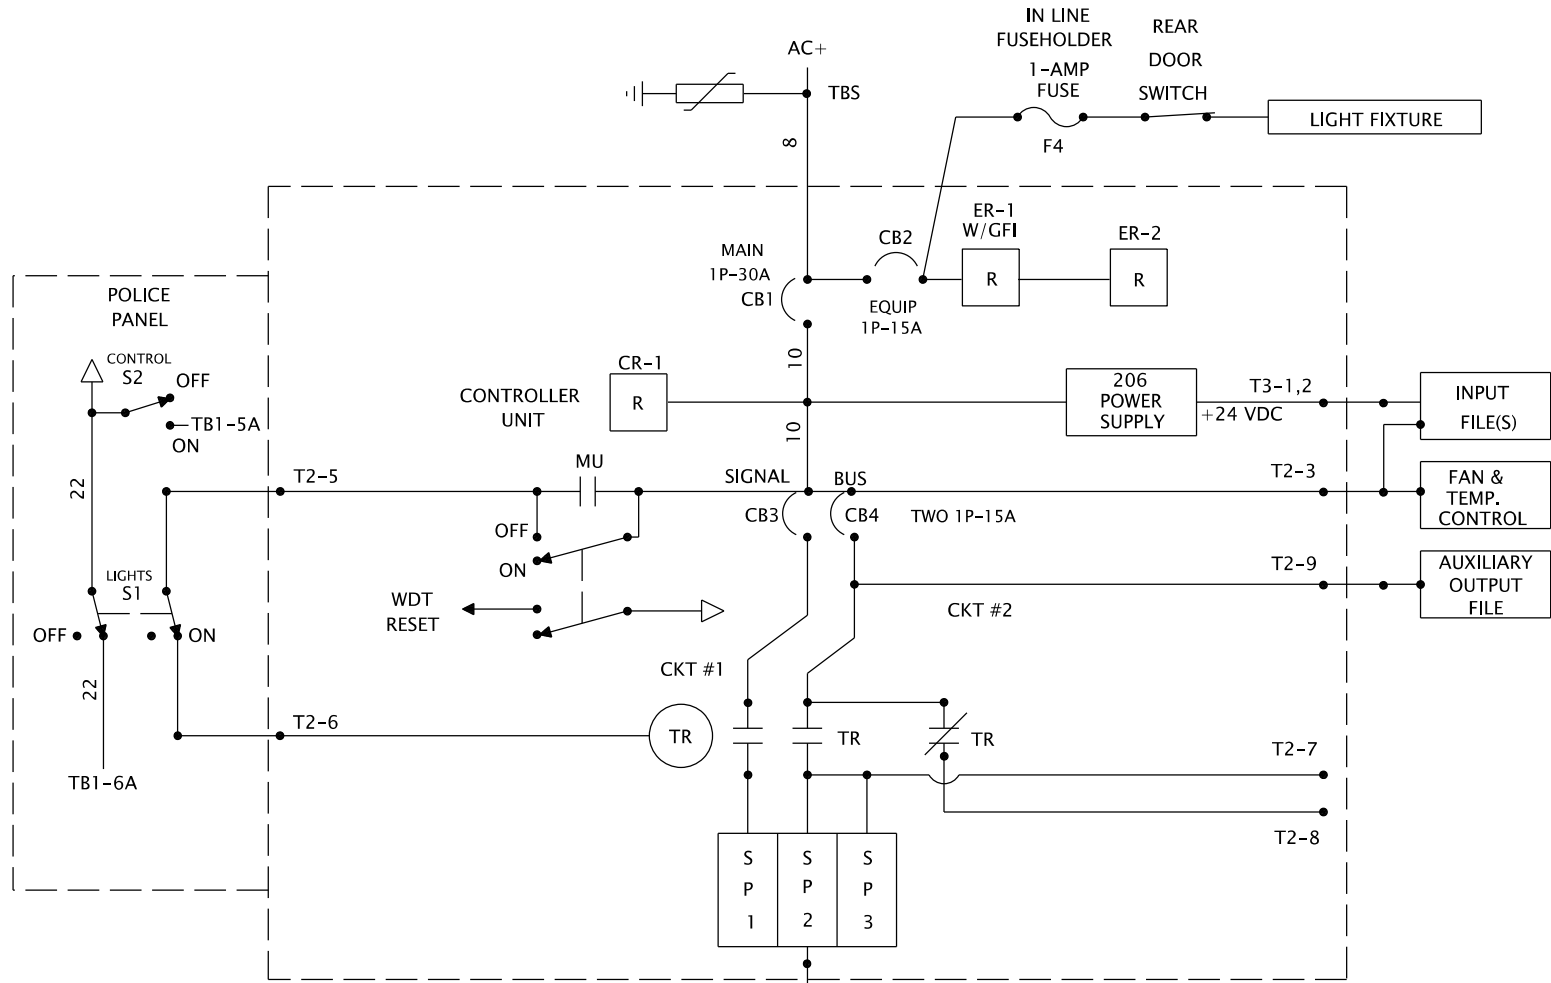 IN LINE
FUSEHOLDER
1-AMP
FUSE
REAR
DOOR
SWITCH
AC+
TBS
8
F4
LIGHT FIXTURE
MAIN
1P-30A
CB1
CB2
EQUIP
1P-15A
ER-1
W/GFI
R
ER-2
R
POLICE
PANEL
CONTROL
S2
OFF
TB1-5A
ON
22
LIGHTS
S1
OFF
ON
22
TB1-6A
10
CR-1
R
CONTROLLER
UNIT
206
POWER
SUPPLY
+24 VDC
T3-1,2
INPUT
FILE(S)
10
T2-5
MU
SIGNAL
BUS
T2-3
FAN &
TEMP.
CONTROL
CB3
CB4
TWO 1P-15A
OFF
ON
WDT
RESET
T2-9
CKT #2
AUXILIARY
OUTPUT
FILE
CKT #1
T2-6
TR
TR
TR
T2-7
T2-8
S
P
1
S
P
2
S
P
3